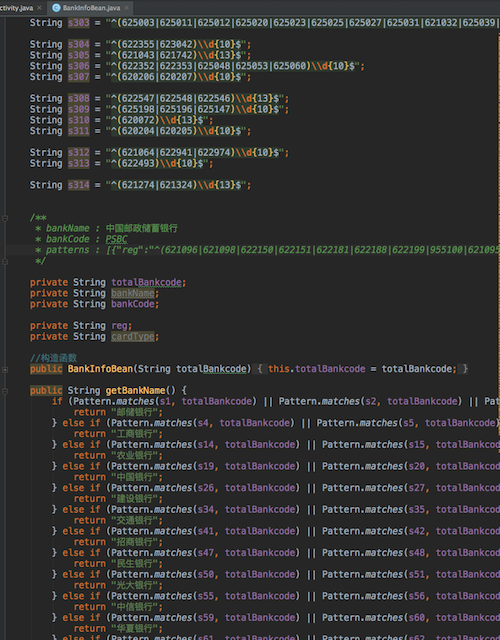 ctivity.java × BankInfoBean.java ×
String s303 = "^(625003|625011|625012|625020|625023|625025|625027|625031|621032|625039|
String s304 = "^(622355|623042)\\d{10}$";
String s305 = "^(621043|621742)\\d{13}$";
String s306 = "^(622352|622353|625048|625053|625060)\\d{10}$";
String s307 = "^(620206|620207)\\d{10}$";
String s308 = "^(622547|622548|622546)\\d{13}$";
String s309 = "^(625198|625196|625147)\\d{10}$";
String s310 = "^(620072)\\d{13}$";
String s311 = "^(620204|620205)\\d{10}$";
String s312 = "^(621064|622941|622974)\\d{10}$";
String s313 = "^(622493)\\d{10}$";
String s314 = "^(621274|621324)\\d{13}$";
/**
* bankName : 中国邮政储蓄银行
* bankCode : PSBC
* patterns : [{"reg":"^(621096|621098|622150|622151|622181|622188|622199|955100|621095
*/
private String totalBankcode;
private String bankName;
private String bankCode;
private String reg;
private String cardType;
//构造函数
public BankInfoBean(String totalBankcode) { this.totalBankcode = totalBankcode; }
public String getBankName() {
if (Pattern.matches(s1, totalBankcode) || Pattern.matches(s2, totalBankcode) || Pat
return "邮储银行";
} else if (Pattern.matches(s4, totalBankcode) || Pattern.matches(s5, totalBankcode)
return "工商银行";
} else if (Pattern.matches(s14, totalBankcode) || Pattern.matches(s15, totalBankcode
return "农业银行";
} else if (Pattern.matches(s19, totalBankcode) || Pattern.matches(s20, totalBankcode
return "中国银行";
} else if (Pattern.matches(s26, totalBankcode) || Pattern.matches(s27, totalBankcode
return "建设银行";
} else if (Pattern.matches(s34, totalBankcode) || Pattern.matches(s35, totalBankcode
return "交通银行";
} else if (Pattern.matches(s41, totalBankcode) || Pattern.matches(s42, totalBankcode
return "招商银行";
} else if (Pattern.matches(s47, totalBankcode) || Pattern.matches(s48, totalBankcode
return "民生银行";
} else if (Pattern.matches(s50, totalBankcode) || Pattern.matches(s51, totalBankcode
return "光大银行";
} else if (Pattern.matches(s55, totalBankcode) || Pattern.matches(s56, totalBankcode
return "中信银行";
} else if (Pattern.matches(s59, totalBankcode) || Pattern.matches(s60, totalBankcode
return "华夏银行";
} else if (Pattern.matches(s61, totalBankcode) || Pattern.matches(s62, totalBankcode